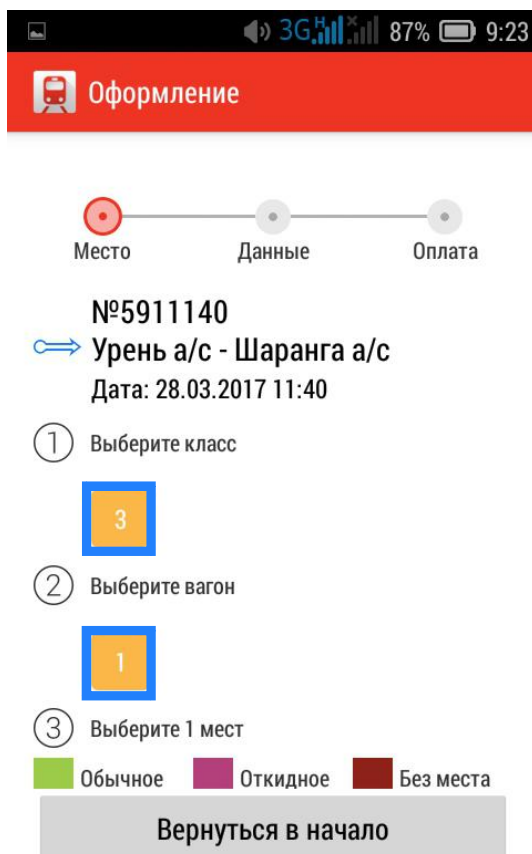 3G H 87% 9:23
Оформление
Место Данные Оплата
№5911140
Урень а/с - Шаранга а/с
Дата: 28.03.2017 11:40
1 Выберите класс
3
2 Выберите вагон
1
3 Выберите 1 мест
Обычное Откидное Без места
Вернуться в начало